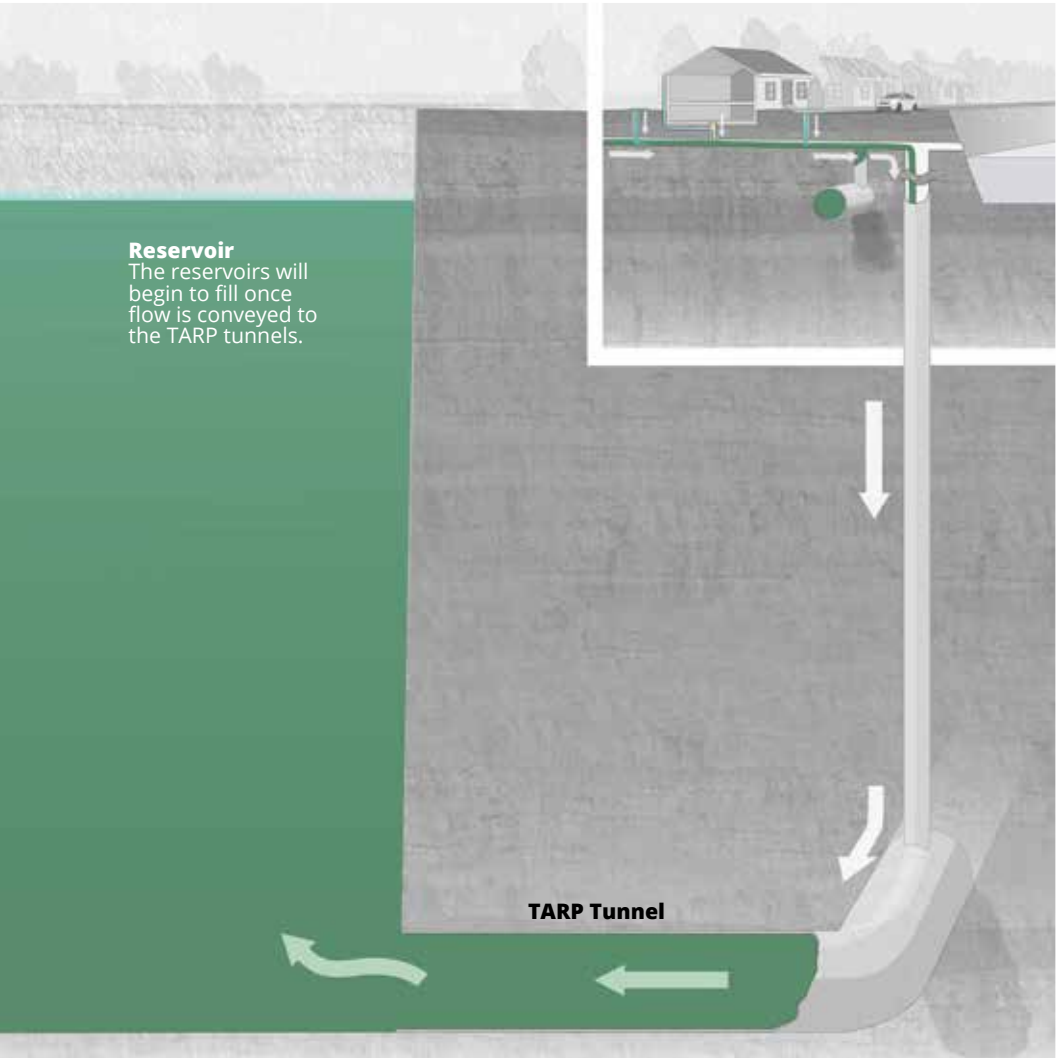 Reservoir
The reservoirs will
begin to fill once
flow is conveyed to
the TARP tunnels.
TARP Tunnel